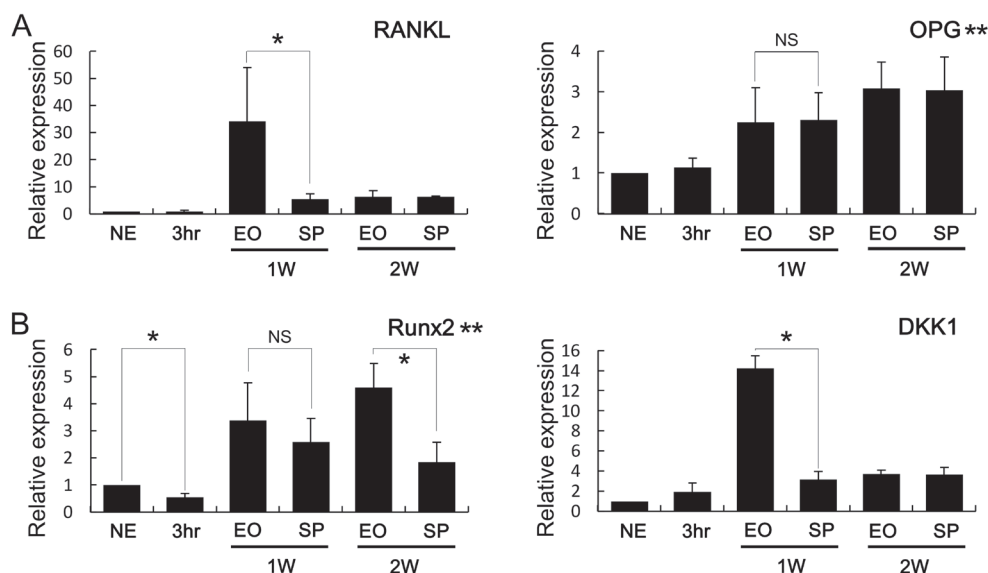 A
RANKL
*
Relative expression
60
50
40
30
20
10
0
NE 3hr EO SP EO SP
1W 2W
OPG **
NS
Relative expression
4
3
2
1
0
NE 3hr EO SP EO SP
1W 2W
B
Runx2 **
* NS *
Relative expression
6
5
4
3
2
1
0
NE 3hr EO SP EO SP
1W 2W
DKK1
*
Relative expression
16
14
12
10
8
6
4
2
0
NE 3hr EO SP EO SP
1W 2W